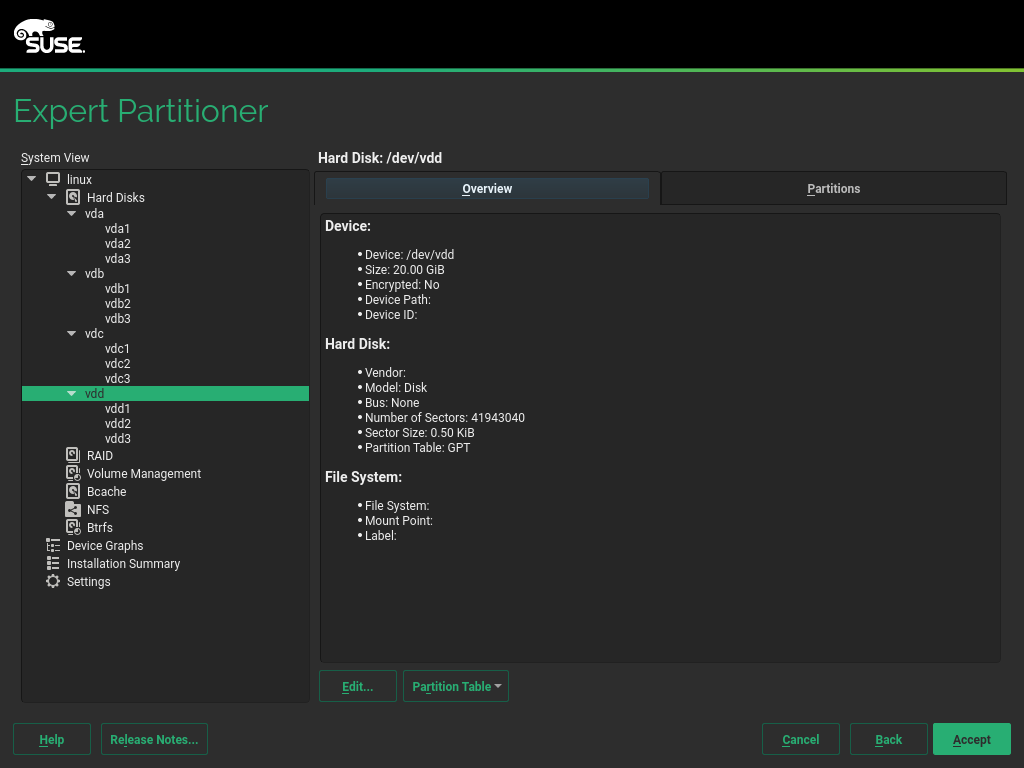 SUSE.
Expert Partitioner
System View
linux
Hard Disks
vda
vda1
vda2
vda3
vdb
vdb1
vdb2
vdb3
vdc
vdc1
vdc2
vdc3
vdd
vdd1
vdd2
vdd3
RAID
Volume Management
Bcache
NFS
Btrfs
Device Graphs
Installation Summary
Settings
Hard Disk: /dev/vdd
Overview Partitions
Device:
• Device: /dev/vdd
• Size: 20.00 GiB
• Encrypted: No
• Device Path:
• Device ID:
Hard Disk:
• Vendor:
• Model: Disk
• Bus: None
• Number of Sectors: 41943040
• Sector Size: 0.50 KiB
• Partition Table: GPT
File System:
• File System:
• Mount Point:
• Label:
Edit... Partition Table
Help Release Notes... Cancel Back Accept